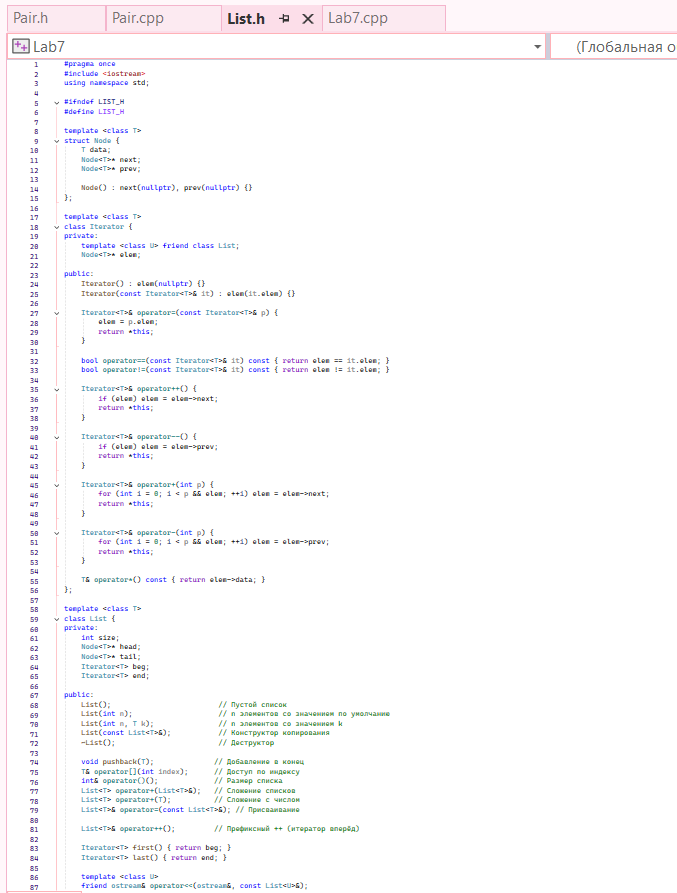 Pair.h Pair.cpp List.h Lab7.cpp
Lab7 (Глобальная о
1 #pragma once
2 #include <iostream>
3 using namespace std;
4
5 #ifndef LIST_H
6 #define LIST_H
7
8 template <class T>
9 struct Node {
10 T data;
11 Node<T>* next;
12 Node<T>* prev;
13
14 Node() : next(nullptr), prev(nullptr) {}
15 };
16
17 template <class T>
18 class Iterator {
19 private:
20 template <class U> friend class List;
21 Node<T>* elem;
22
23 public:
24 Iterator() : elem(nullptr) {}
25 Iterator(const Iterator<T>& it) : elem(it.elem) {}
26
27 Iterator<T>& operator=(const Iterator<T>& p) {
28 elem = p.elem;
29 return *this;
30 }
31
32 bool operator==(const Iterator<T>& it) const { return elem == it.elem; }
33 bool operator!=(const Iterator<T>& it) const { return elem != it.elem; }
34
35 Iterator<T>& operator++() {
36 if (elem) elem = elem->next;
37 return *this;
38 }
39
40 Iterator<T>& operator--() {
41 if (elem) elem = elem->prev;
42 return *this;
43 }
44
45 Iterator<T>& operator+(int p) {
46 for (int i = 0; i < p && elem; ++i) elem = elem->next;
47 return *this;
48 }
49
50 Iterator<T>& operator-(int p) {
51 for (int i = 0; i < p && elem; ++i) elem = elem->prev;
52 return *this;
53 }
54
55 T& operator*() const { return elem->data; }
56 };
57
58 template <class T>
59 class List {
60 private:
61 int size;
62 Node<T>* head;
63 Node<T>* tail;
64 Iterator<T> beg;
65 Iterator<T> end;
66
67 public:
68 List(); // Пустой список
69 List(int n); // n элементов со значением по умолчанию
70 List(int n, T k); // n элементов со значением k
71 List(const List<T>&); // Конструктор копирования
72 ~List(); // Деструктор
73
74 void pushback(T); // Добавление в конец
75 T& operator[](int index); // Доступ по индексу
76 int& operator()(); // Размер списка
77 List<T> operator+(List<T>&); // Сложение списков
78 List<T> operator+(T); // Сложение с числом
79 List<T>& operator=(const List<T>&); // Присваивание
80
81 List<T>& operator++(); // Префиксный ++ (итератор вперёд)
82
83 Iterator<T> first() { return beg; }
84 Iterator<T> last() { return end; }
85
86 template <class U>
87 friend ostream& operator<<(ostream&, const List<U>&);